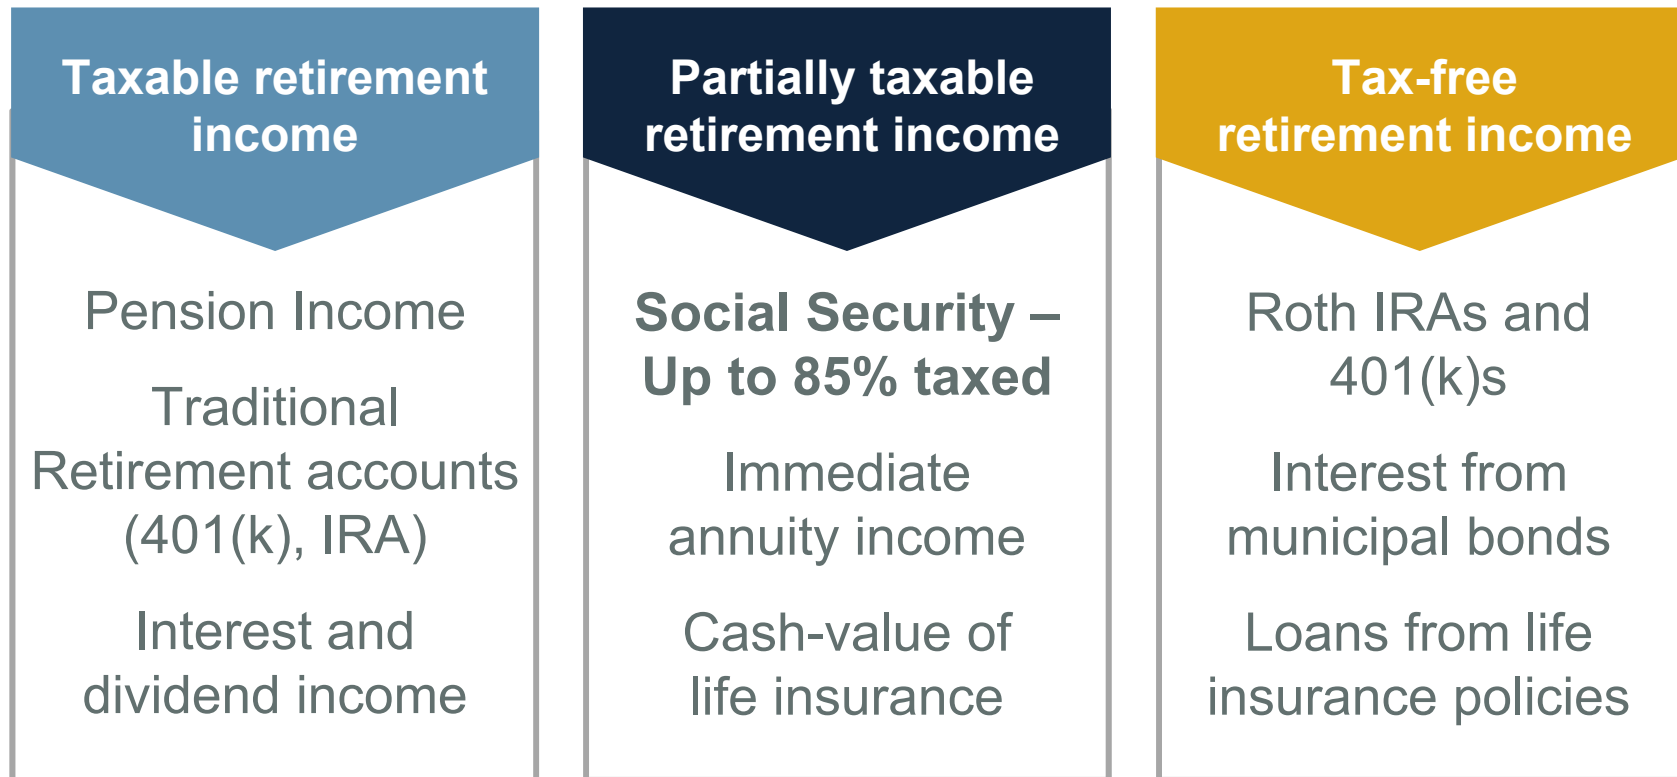 Taxable retirement
income
Pension Income
Traditional
Retirement accounts
(401(k), IRA)
Interest and
dividend income
Partially taxable
retirement income
Social Security –
Up to 85% taxed
Immediate
annuity income
Cash-value of
life insurance
Tax-free
retirement income
Roth IRAs and
401(k)s
Interest from
municipal bonds
Loans from life
insurance policies